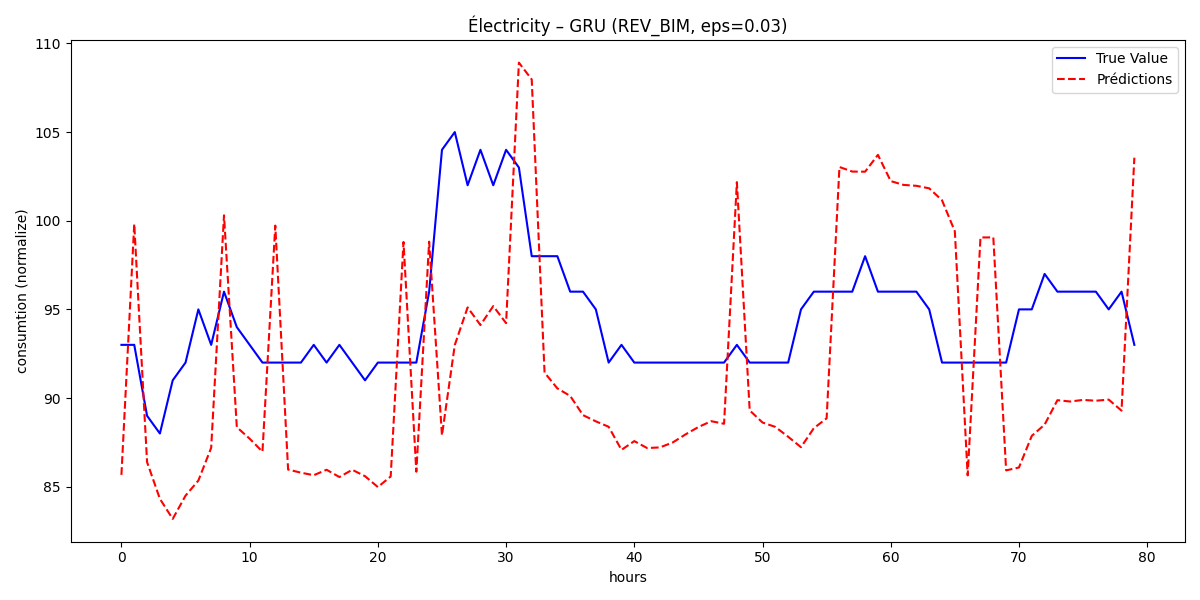 Électricity – GRU (REV_BIM, eps=0.03)
True Value
Prédictions
consumtion (normalize)
110
105
100
95
90
85
0 10 20 30 40 50 60 70 80
hours